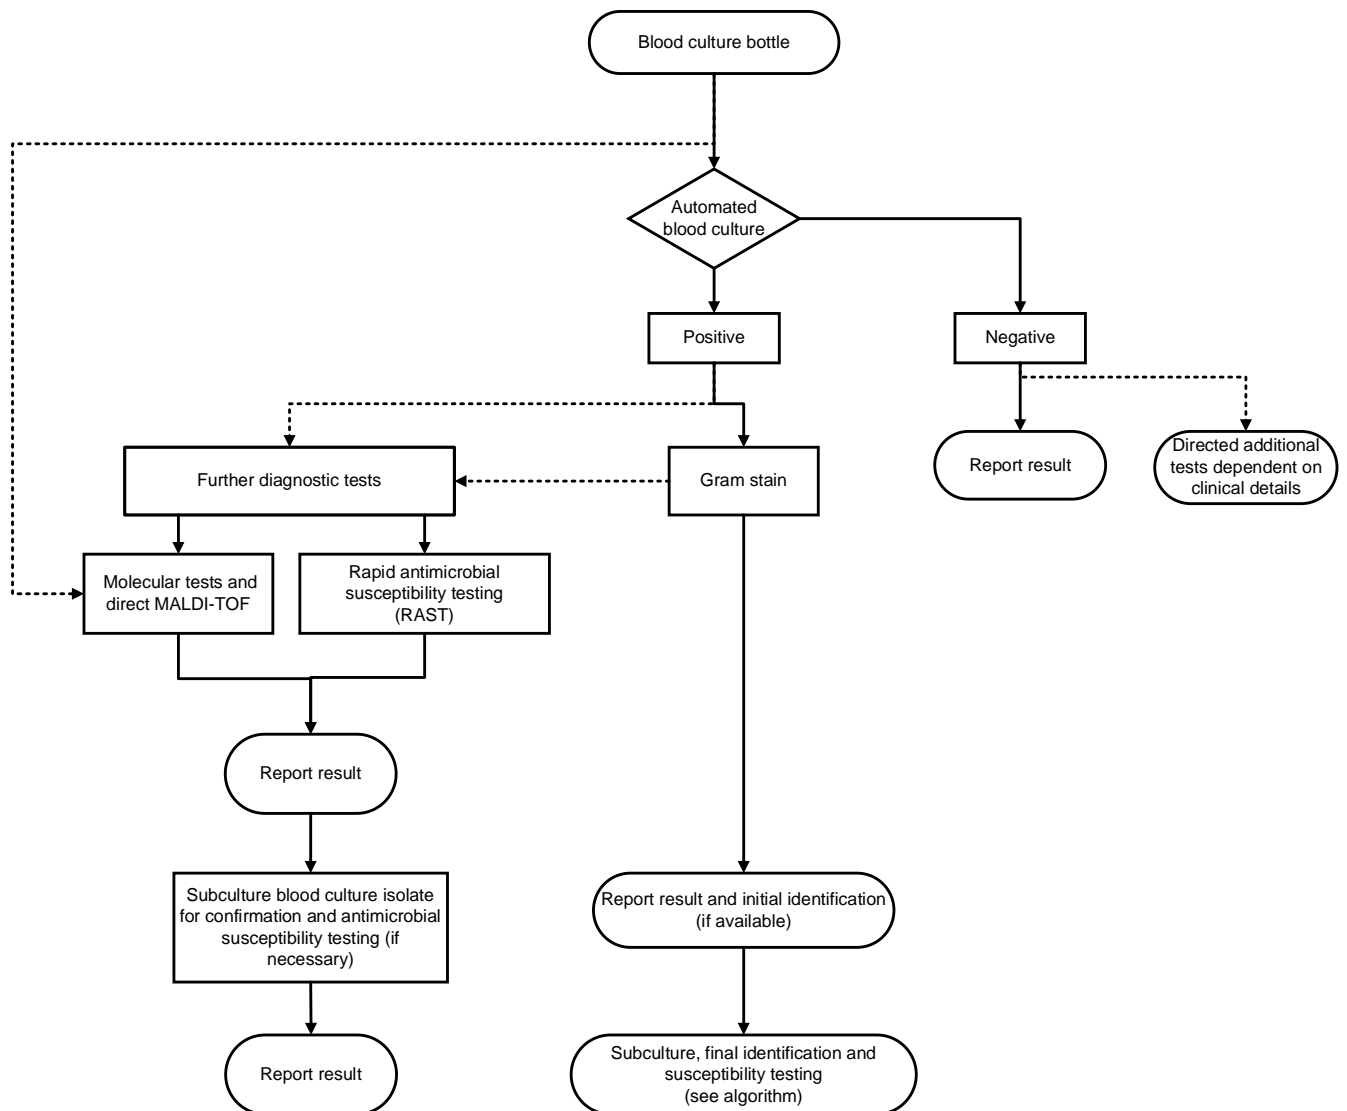 Blood culture bottle
Automated
blood culture
Positive
Negative
Further diagnostic tests
Gram stain
Report result
Directed additional
tests dependent on
clinical details
Molecular tests and
direct MALDI-TOF
Rapid antimicrobial
susceptibility testing
(RAST)
Report result
Subculture blood culture isolate
for confirmation and antimicrobial
susceptibility testing (if
necessary)
Report result and initial identification
(if available)
Report result
Subculture, final identification and
susceptibility testing
(see algorithm)